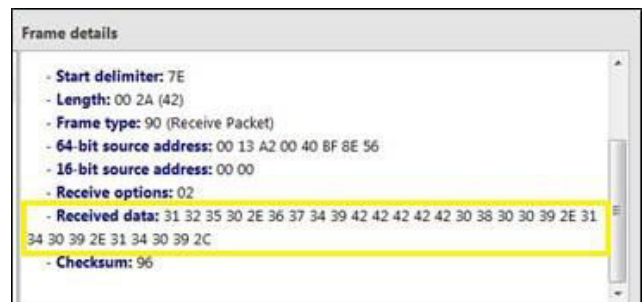 Frame details
- Start delimiter: 7E
- Length: 00 2A (42)
- Frame type: 90 (Receive Packet)
- 64-bit source address: 00 13 A2 00 40 BF 8E 56
- 16-bit source address: 00 00
- Receive options: 02
- Received data: 31 32 35 30 2E 36 37 34 39 42 42 42 42 42 30 38 30 30 39 2E 31
34 30 39 2E 31 34 30 39 2C
- Checksum: 96